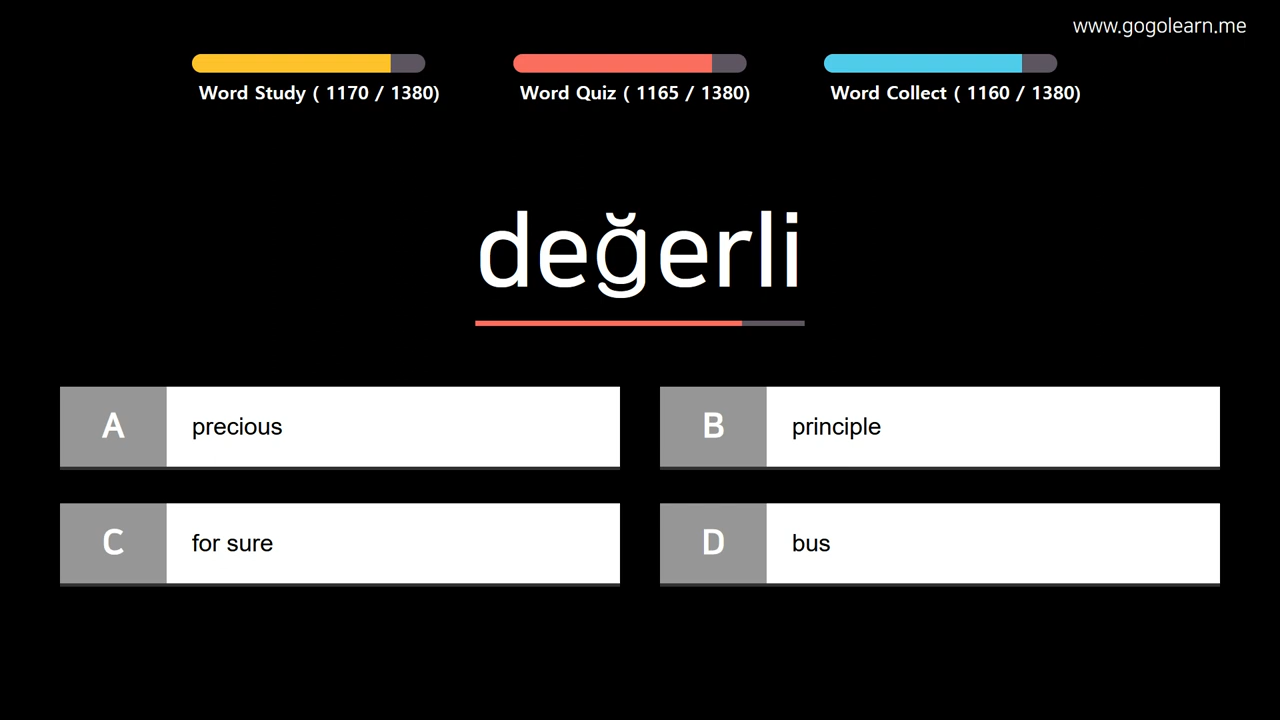 www.gogolearn.me
Word Study ( 1170 / 1380)
Word Quiz ( 1165 / 1380)
Word Collect ( 1160 / 1380)
değerli
A precious
B principle
C for sure
D bus